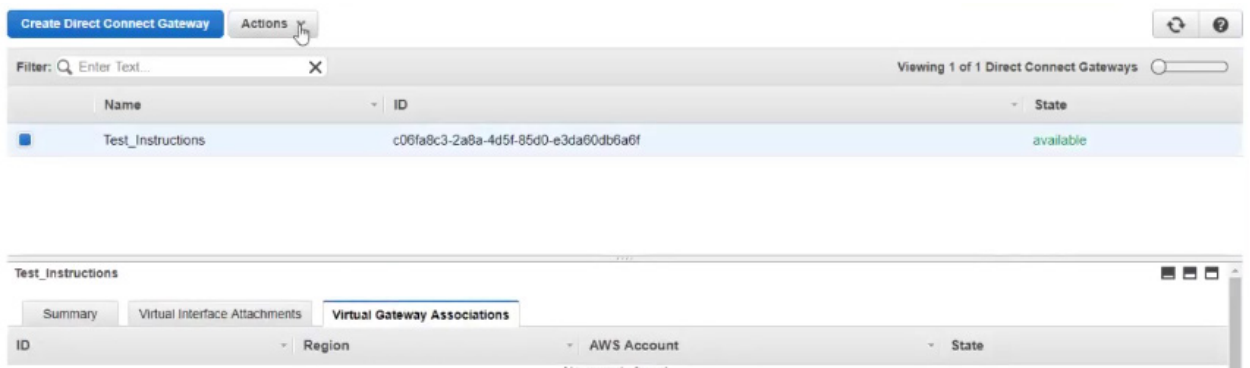 Create Direct Connect Gateway Actions
Filter: Enter Text... Viewing 1 of 1 Direct Connect Gateways
Name ID State
Test_Instructions c06fa8c3-2a8a-4d5f-85d0-e3da60db6a6f available
Test_Instructions
Summary Virtual Interface Attachments Virtual Gateway Associations
ID Region AWS Account State